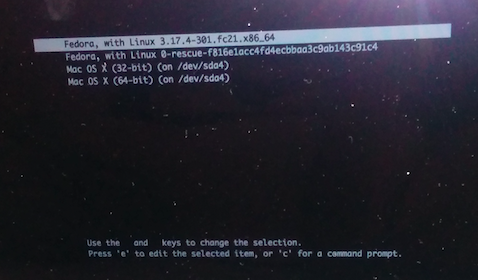 Fedora, with Linux 3.17.4-301.fc21.x86_64
Fedora, with Linux 0-rescue-f816e1acc4fd4ecbbaa3c9ab143c91c4
Mac OS X (32-bit) (on /dev/sda4)
Mac OS X (64-bit) (on /dev/sda4)
Use the and keys to change the selection.
Press 'e' to edit the selected item, or 'c' for a command prompt.